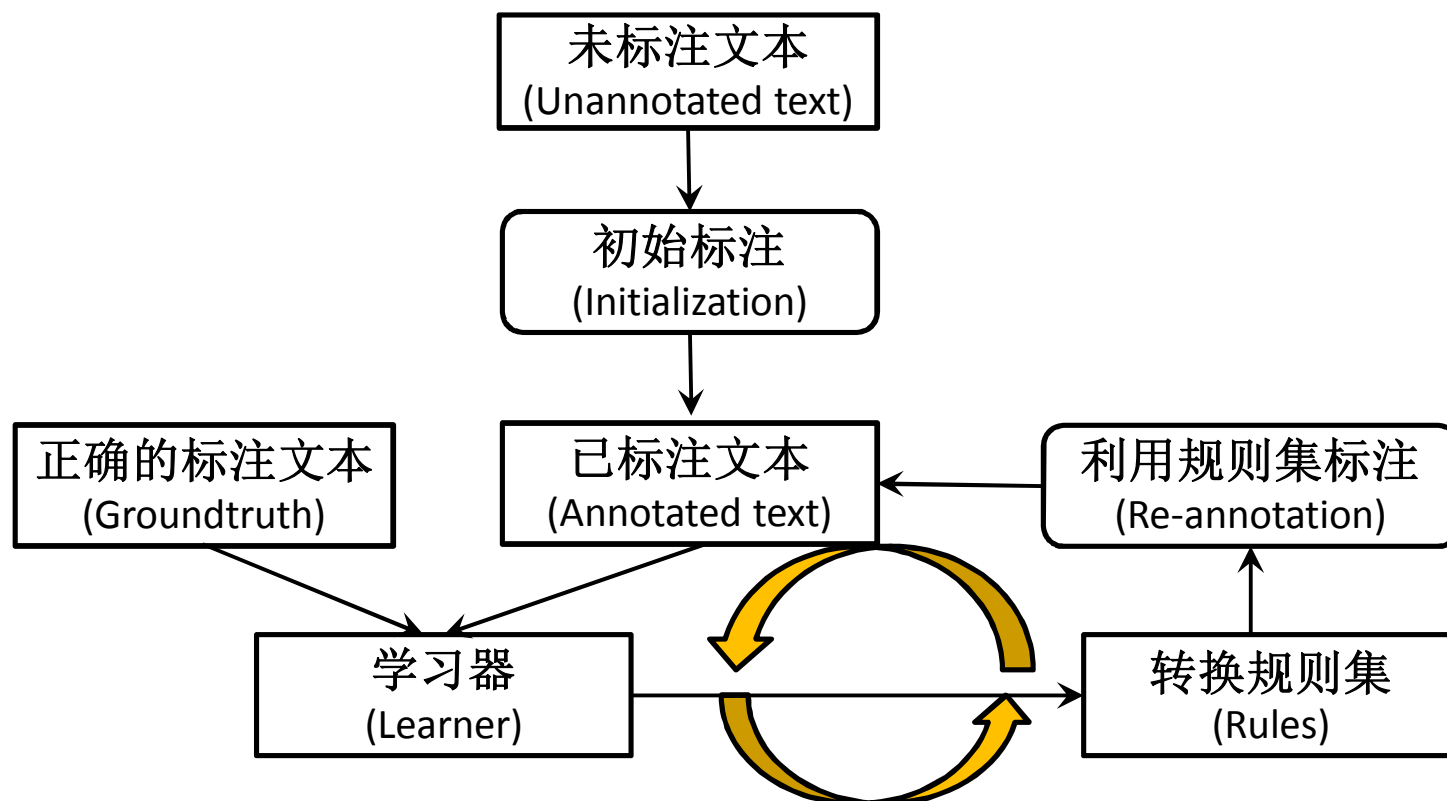 未标注文本
(Unannotated text)
初始标注
(Initialization)
正确的标注文本
(Groundtruth)
已标注文本
(Annotated text)
利用规则集标注
(Re-annotation)
学习器
(Learner)
转换规则集
(Rules)